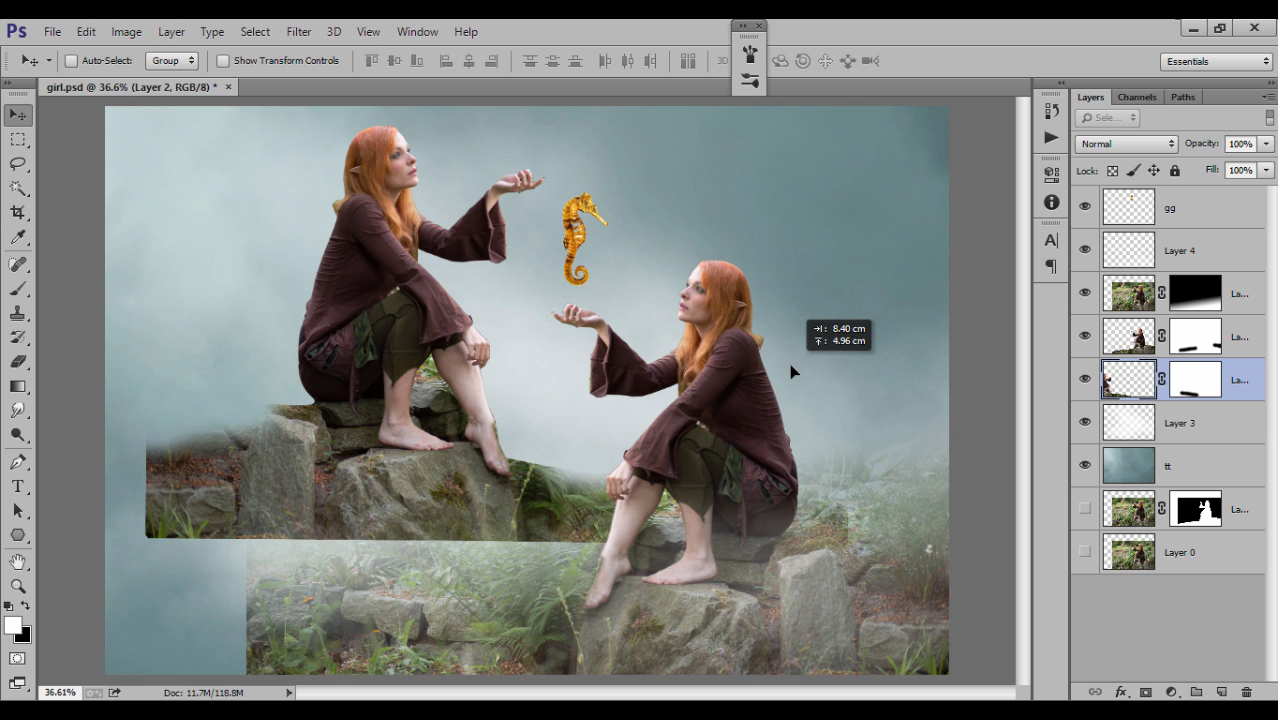 Ps File Edit Image Layer Type Select Filter 3D View Window Help
Auto-Select: Group Show Transform Controls 3D Essentials
girl.psd @ 36.6% (Layer 2, RGB/8) * ×
Layers Channels Paths
Sele...
Normal Opacity: 100%
Lock: Fill: 100%
gg
Layer 4
La...
La...
La...
Layer 3
tt
La...
Layer 0
8.40 cm
4.96 cm
36.61% Doc: 11.7M/118.8M
fx